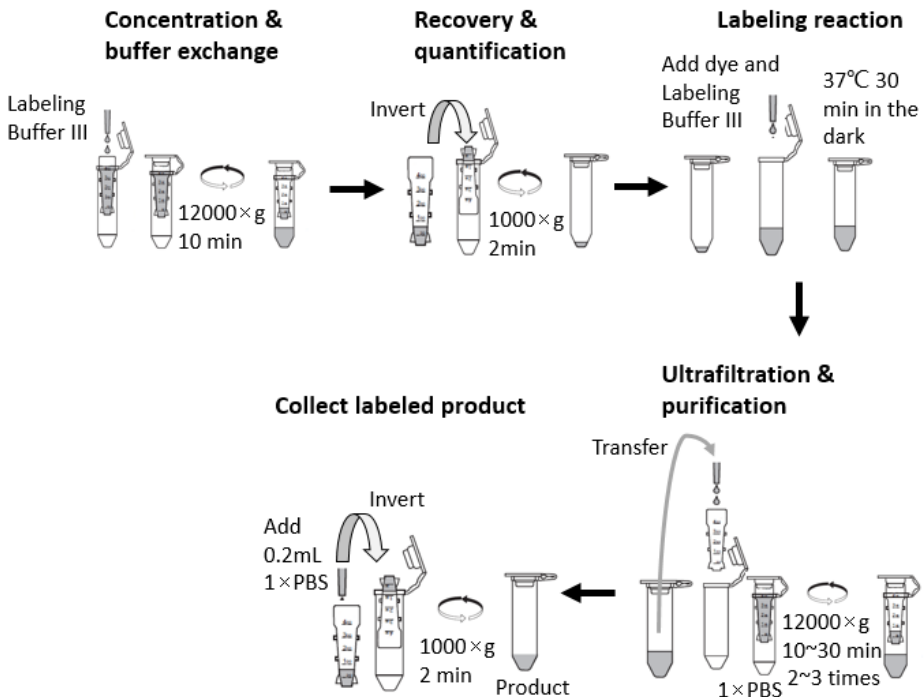 Concentration &
buffer exchange
Labeling
Buffer III
12000×g
10 min
Recovery &
quantification
Invert
1000×g
2min
Labeling reaction
Add dye and
Labeling
Buffer III
37℃ 30
min in the
dark
Ultrafiltration &
purification
Transfer
1×PBS
12000×g
10~30 min
2~3 times
Collect labeled product
Add
0.2mL
1×PBS
Invert
1000×g
2 min
Product